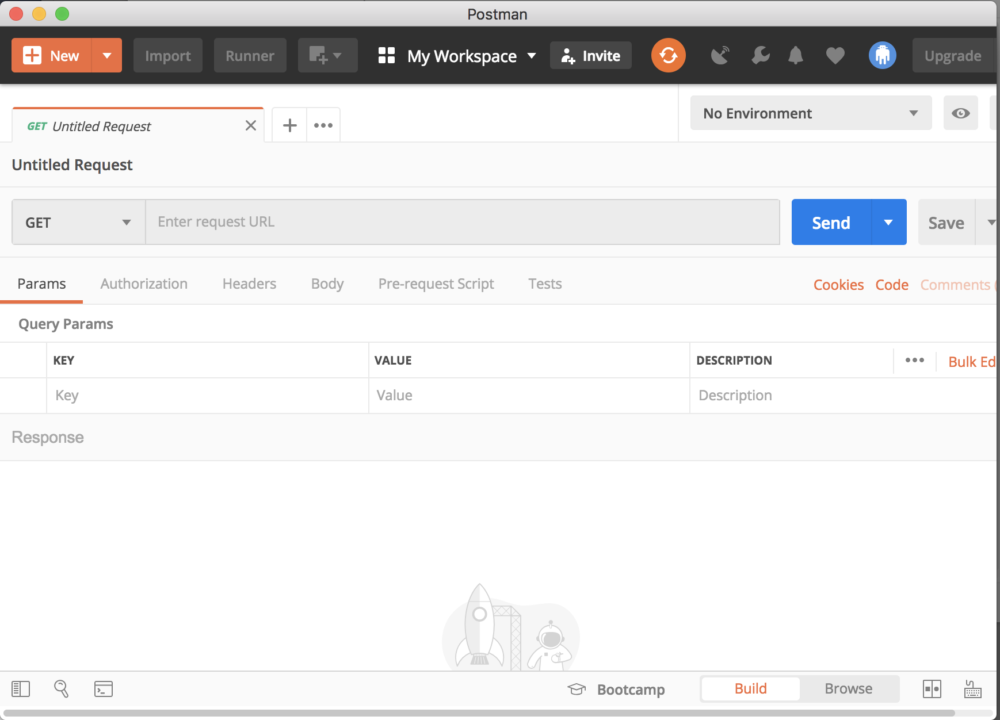 Postman
New
Import
Runner
My Workspace
Invite
Upgrade
GET Untitled Request
No Environment
Untitled Request
GET
Enter request URL
Send
Save
Params
Authorization
Headers
Body
Pre-request Script
Tests
Cookies
Code
Comments (
Query Params
KEY
VALUE
DESCRIPTION
Bulk Ed
Key
Value
Description
Response
Bootcamp
Build
Browse